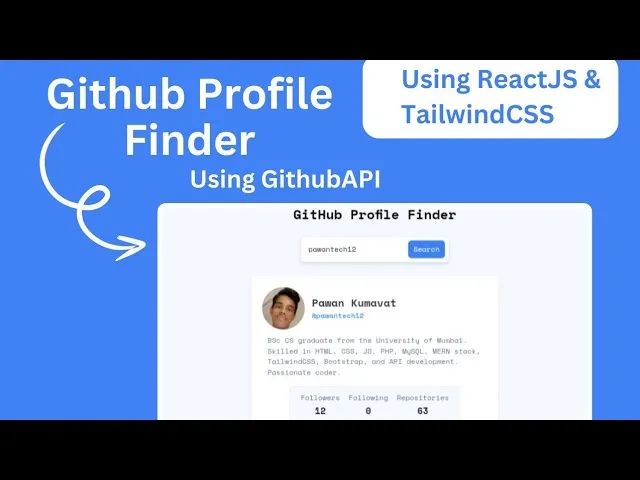 Github Profile
Finder
Using GithubAPI
Using ReactJS &
TailwindCSS
GitHub Profile Finder
pawantech12
Search
Pawan Kumavat
@pawantech12
BSc CS graduate from the University of Mumbai.
Skilled in HTML, CSS, JS, PHP, MySQL, MERN stack,
TailwindCSS, Bootstrap, and API development.
Passionate coder.
Followers Following Repositories
12 0 63